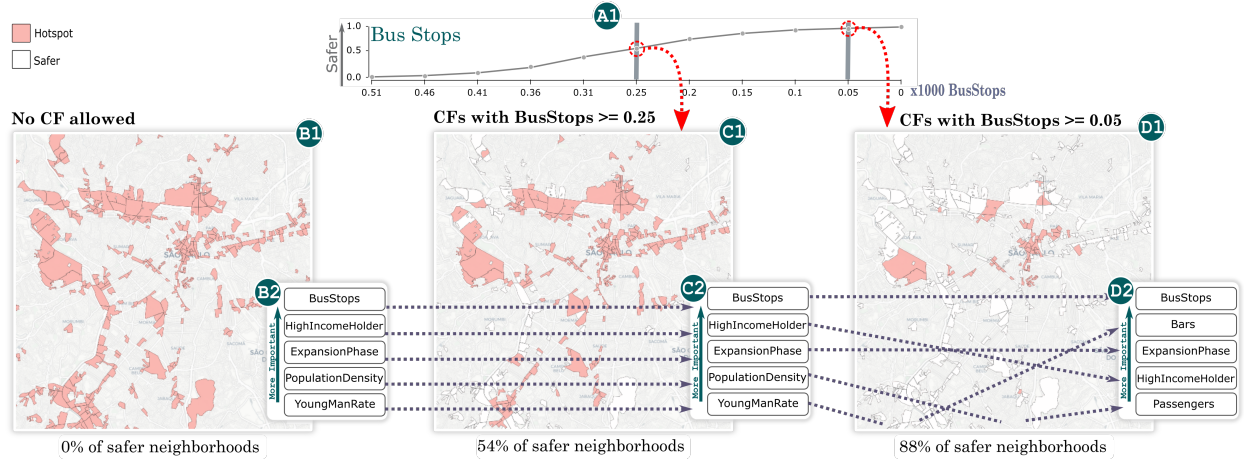 A1
1.0
Bus Stops
Hotspot
Safer
Safer
0.5
0.0
0.51
0.46
0.41
0.36
0.31
0.25
0.2
0.15
0.1
0.05
0
x1000 BusStops
No CF allowed
B1
CFs with BusStops >= 0.25
C1
CFs with BusStops >= 0.05
D1
SÃO PAULO
B2
More Important
BusStops
HighIncomeHolder
ExpansionPhase
PopulationDensity
YoungManRate
C2
More Important
BusStops
HighIncomeHolder
ExpansionPhase
PopulationDensity
YoungManRate
D2
More Important
BusStops
Bars
ExpansionPhase
HighIncomeHolder
Passengers
0% of safer neighborhoods
54% of safer neighborhoods
88% of safer neighborhoods